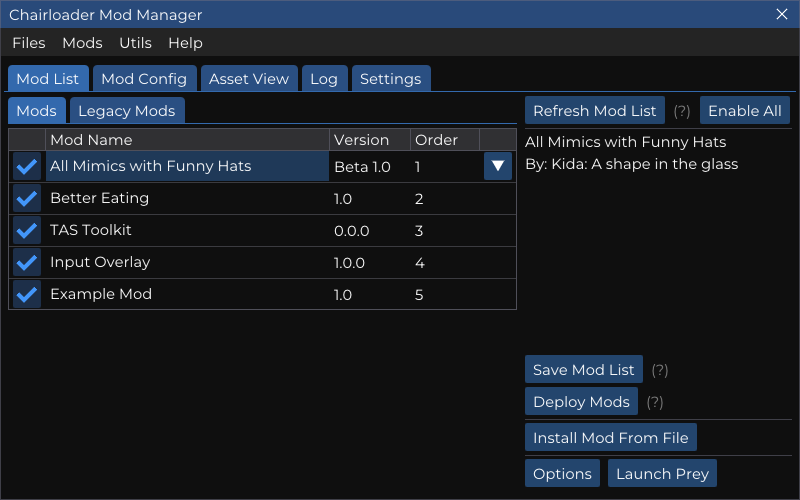 Chairloader Mod Manager
Files Mods Utils Help
Mod List Mod Config Asset View Log Settings
Mods Legacy Mods
Mod Name Version Order
All Mimics with Funny Hats Beta 1.0 1
Better Eating 1.0 2
TAS Toolkit 0.0.0 3
Input Overlay 1.0.0 4
Example Mod 1.0 5
Refresh Mod List (?) Enable All
All Mimics with Funny Hats
By: Kida: A shape in the glass
Save Mod List (?)
Deploy Mods (?)
Install Mod From File
Options Launch Prey